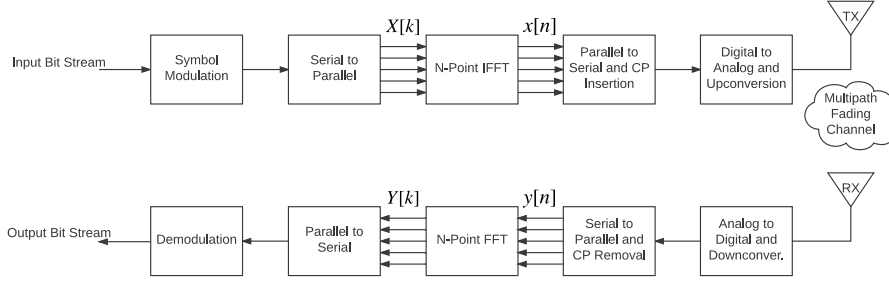 X[k]
x[n]
TX
Input Bit Stream
Symbol
Modulation
Serial to
Parallel
N-Point IFFT
Parallel to
Serial and CP
Insertion
Digital to
Analog and
Upconversion
Multipath
Fading
Channel
Y[k]
y[n]
RX
Output Bit Stream
Demodulation
Parallel to
Serial
N-Point FFT
Serial to
Parallel and
CP Removal
Analog to
Digital and
Downconver.